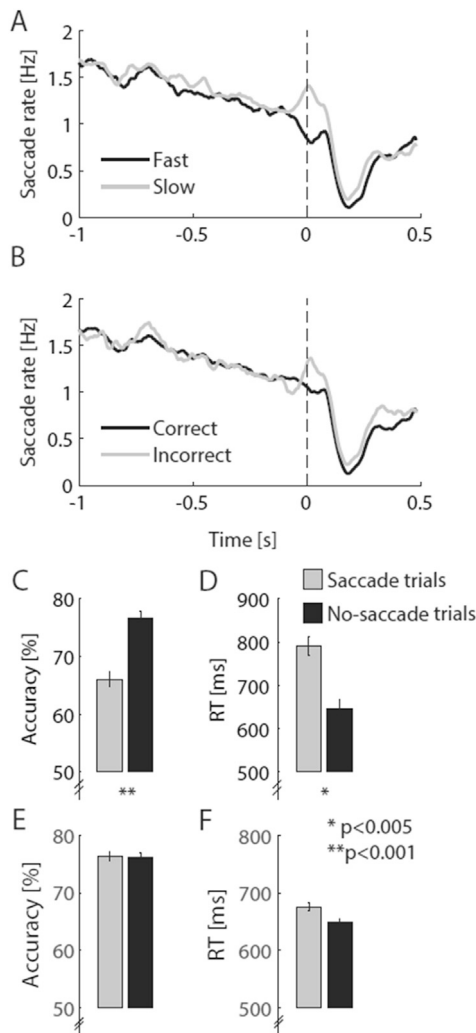 A
Saccade rate [Hz]
2
1.5
1
0.5
0
Fast
Slow
-1
-0.5
0
0.5
B
Saccade rate [Hz]
2
1.5
1
0.5
0
Correct
Incorrect
-1
-0.5
0
0.5
Time [s]
C
Accuracy [%]
80
70
60
50
**
D
RT [ms]
900
800
700
600
500
*
Saccade trials
No-saccade trials
E
Accuracy [%]
80
70
60
50
F
RT [ms]
800
700
600
500
* p<0.005
**p<0.001